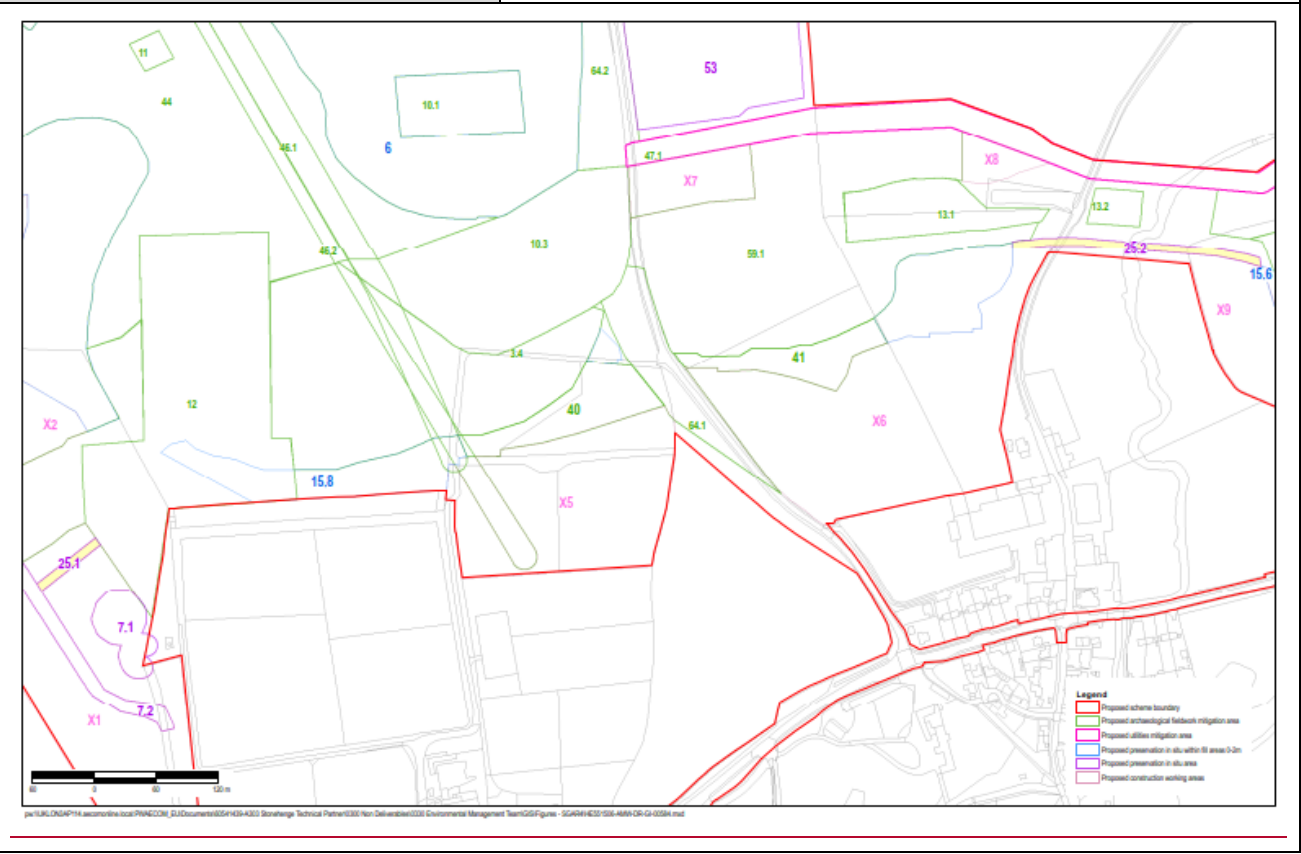 11
53
64.2
44
10.1
46.1
6
47.1
X8
X7
13.2
13.1
10.3
46.2
25.2
59.1
15.6
X9
3.4
41
12
40
X2
X6
64.1
15.8
X5
25.1
7.1
7.2
X1
Legend
Proposed scheme boundary
Proposed archaeological fieldwork mitigation area
Proposed utilities mitigation area
Proposed preservation in situ within fill areas 0-2m
Proposed preservation in situ area
Proposed construction working areas
60 0 60 120 m